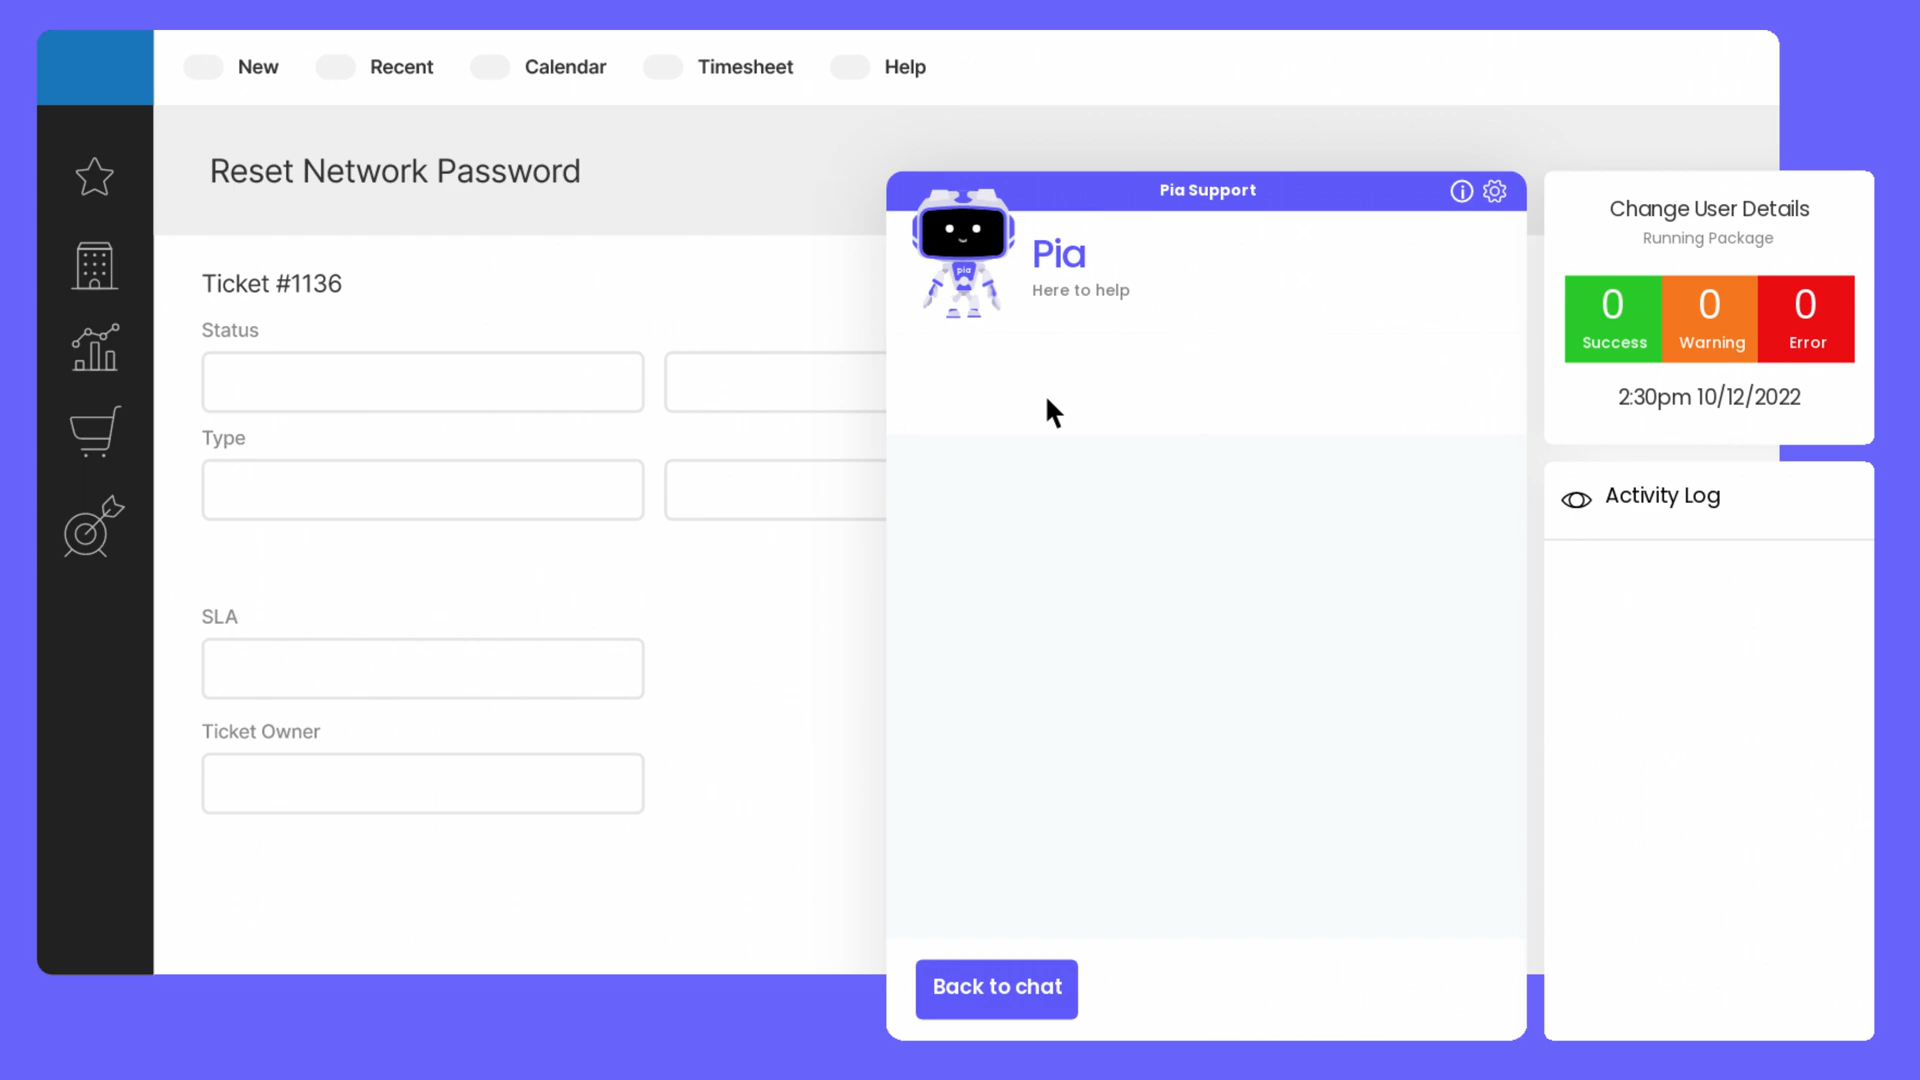 New Recent Calendar Timesheet Help
Reset Network Password
Ticket #1136
Status
Type
SLA
Ticket Owner
Pia Support
pia
Pia
Here to help
Back to chat
Change User Details
Running Package
0 0 0
Success Warning Error
2:30pm 10/12/2022
Activity Log